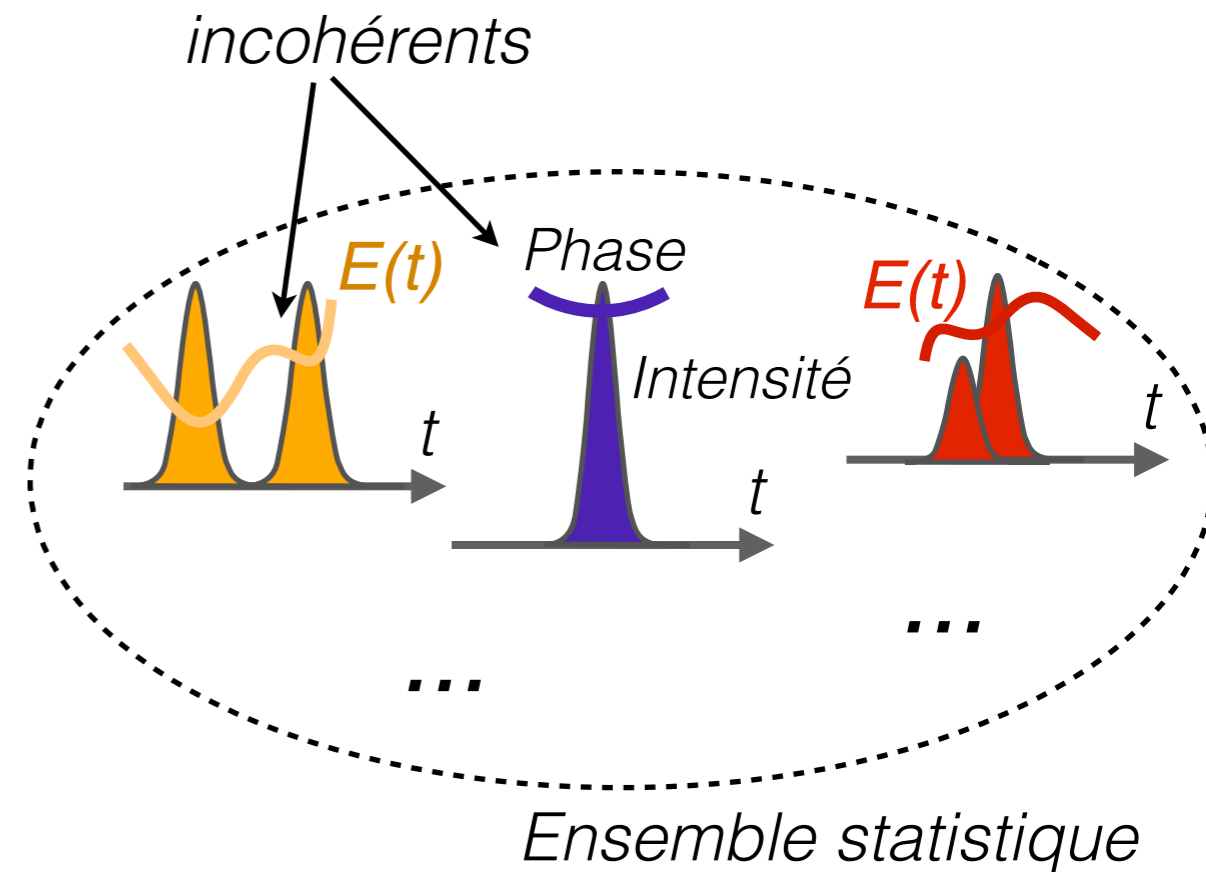 incohérents
E(t)
Phase
Intensité
E(t)
t
t
t
...
...
Ensemble statistique